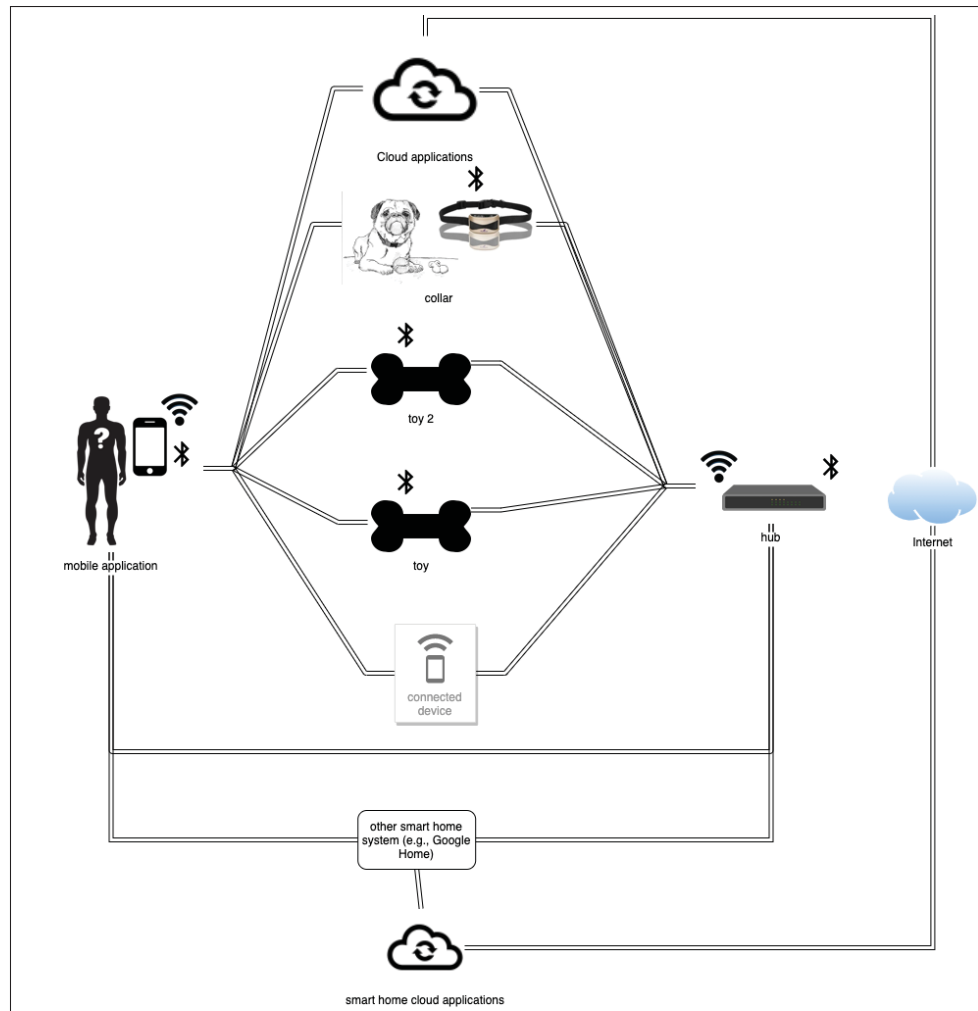 Cloud applications
collar
toy 2
?
mobile application
toy
hub
Internet
connected
device
other smart home
system (e.g., Google
Home)
smart home cloud applications